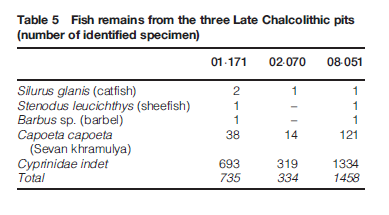 Table 5 Fish remains from the three Late Chalcolithic pits
(number of identified specimen)
01·171 02·070 08·051
Silurus glanis (catfish) 2 1 1
Stenodus leucichthys (sheefish) 1 – 1
Barbus sp. (barbel) 1 – 1
Capoeta capoeta 38 14 121
(Sevan khramulya)
Cyprinidae indet 693 319 1334
Total 735 334 1458